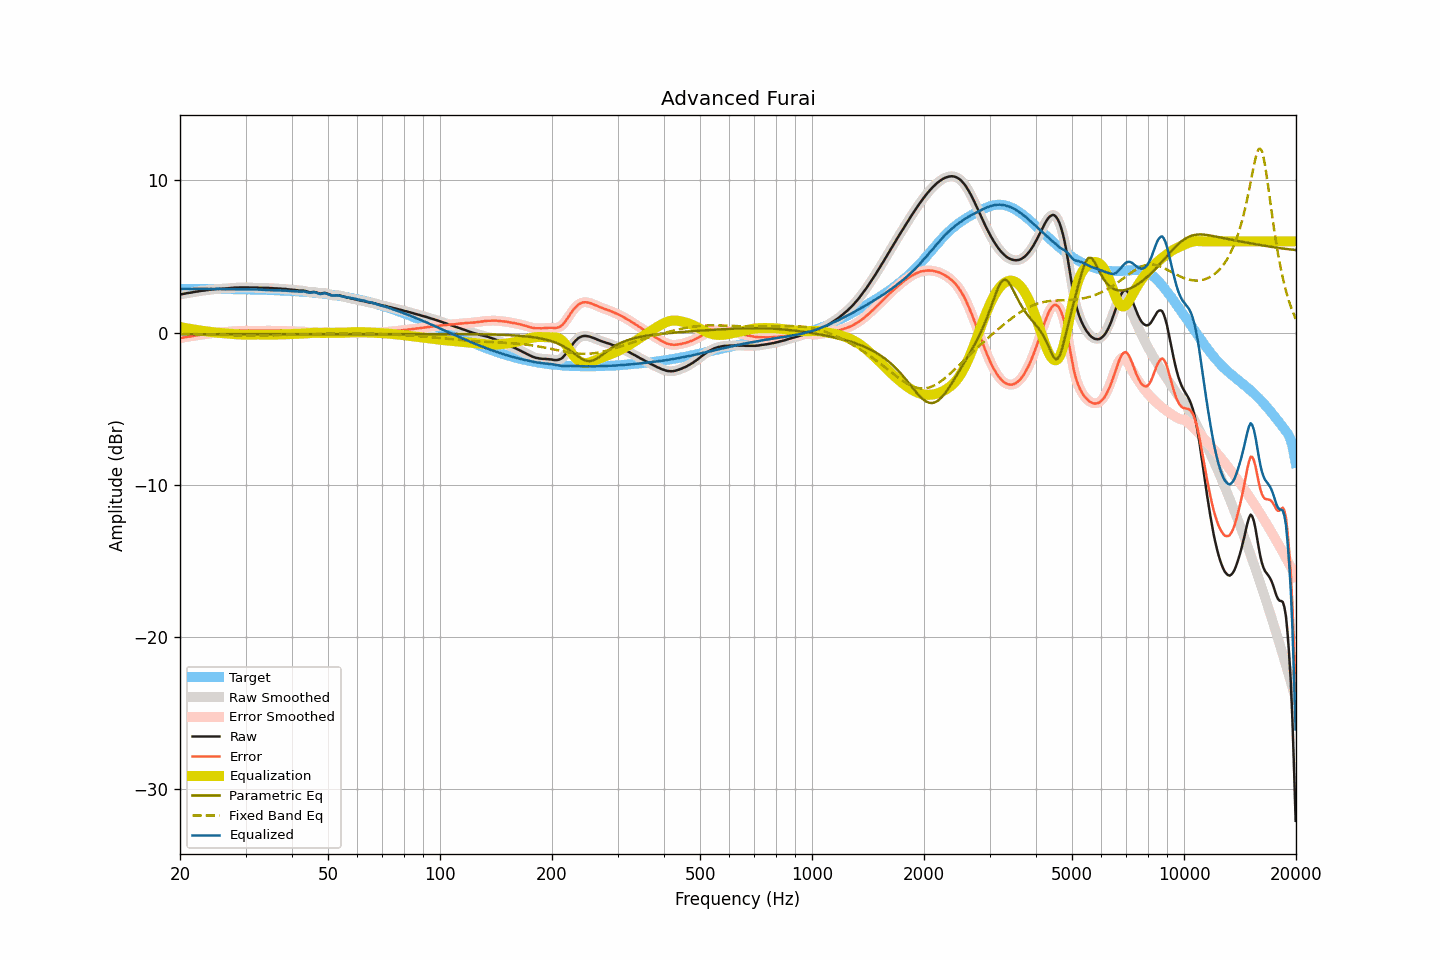 Advanced Furai
Amplitude (dBr)
10
0
−10
−20
−30
Target
Raw Smoothed
Error Smoothed
Raw
Error
Equalization
Parametric Eq
Fixed Band Eq
Equalized
20 50 100 200 500 1000 2000 5000 10000 20000
Frequency (Hz)